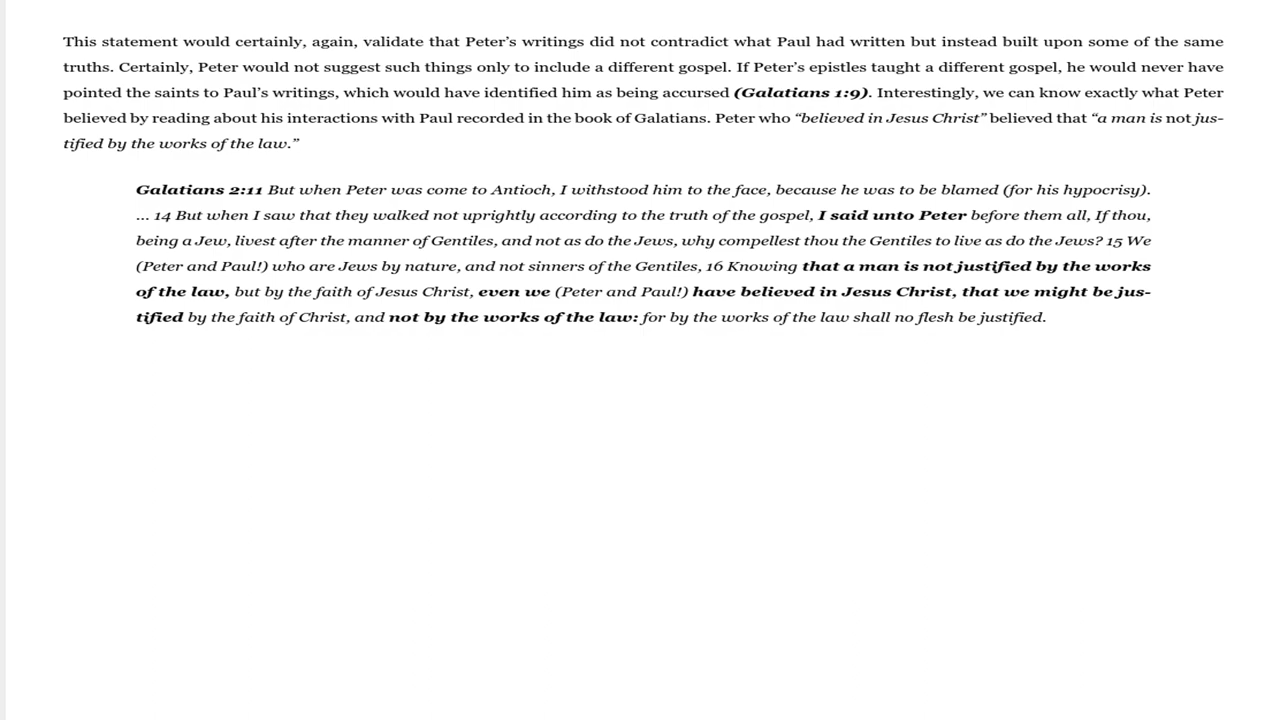 This statement would certainly, again, validate that Peter’s writings did not contradict what Paul had written but instead built upon some of the same
truths. Certainly, Peter would not suggest such things only to include a different gospel. If Peter’s epistles taught a different gospel, he would never have
pointed the saints to Paul’s writings, which would have identified him as being accursed (Galatians 1:9). Interestingly, we can know exactly what Peter
believed by reading about his interactions with Paul recorded in the book of Galatians. Peter who “believed in Jesus Christ” believed that “a man is not jus-
tified by the works of the law.”
Galatians 2:11 But when Peter was come to Antioch, I withstood him to the face, because he was to be blamed (for his hypocrisy).
... 14 But when I saw that they walked not uprightly according to the truth of the gospel, I said unto Peter before them all, If thou,
being a Jew, livest after the manner of Gentiles, and not as do the Jews, why compellest thou the Gentiles to live as do the Jews? 15 We
(Peter and Paul!) who are Jews by nature, and not sinners of the Gentiles, 16 Knowing that a man is not justified by the works
of the law, but by the faith of Jesus Christ, even we (Peter and Paul!) have believed in Jesus Christ, that we might be jus-
tified by the faith of Christ, and not by the works of the law: for by the works of the law shall no flesh be justified.